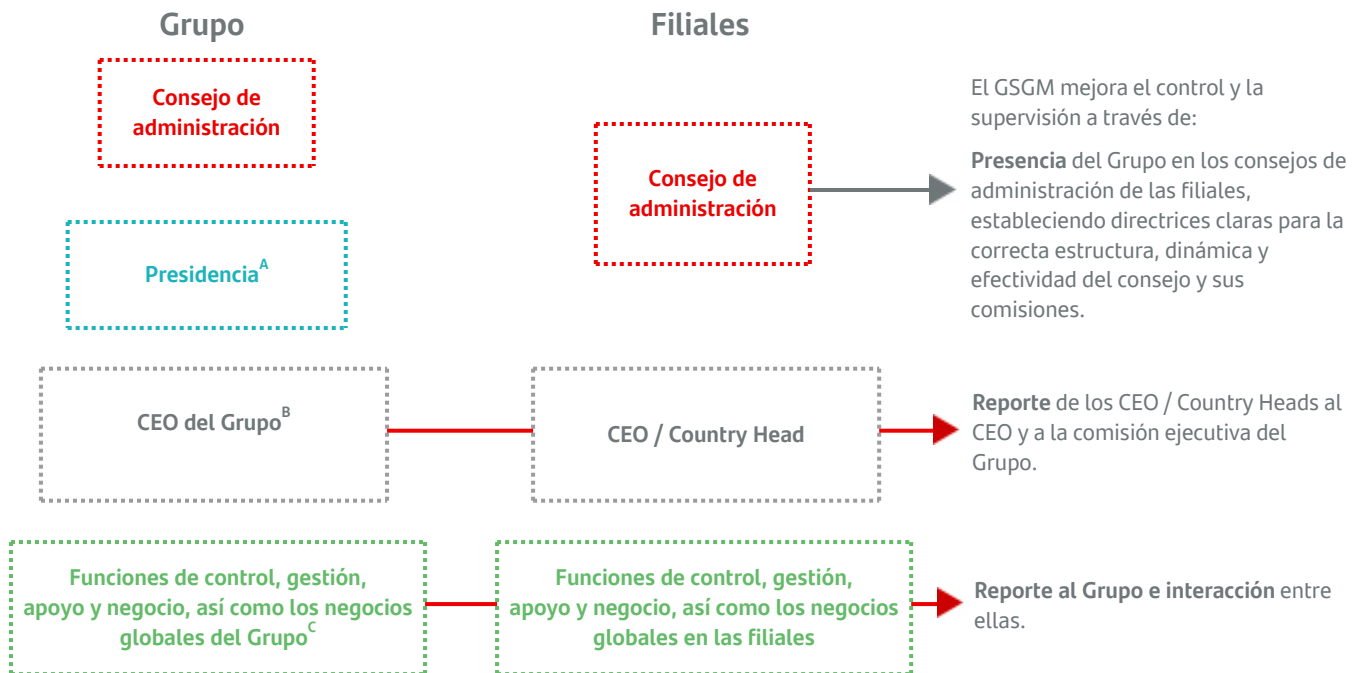 Grupo
Filiales
Consejo de
administración
Consejo de
administración
El GSGM mejora el control y la
supervisión a través de:
Presencia del Grupo en los consejos de
administración de las filiales,
estableciendo directrices claras para la
correcta estructura, dinámica y
efectividad del consejo y sus
comisiones.
Presidencia^A
CEO del Grupo^B
CEO / Country Head
Reporte de los CEO / Country Heads al
CEO y a la comisión ejecutiva del
Grupo.
Funciones de control, gestión,
apoyo y negocio, así como los negocios
globales del Grupo^C
Funciones de control, gestión,
apoyo y negocio, así como los negocios
globales en las filiales
Reporte al Grupo e interacción entre
ellas.